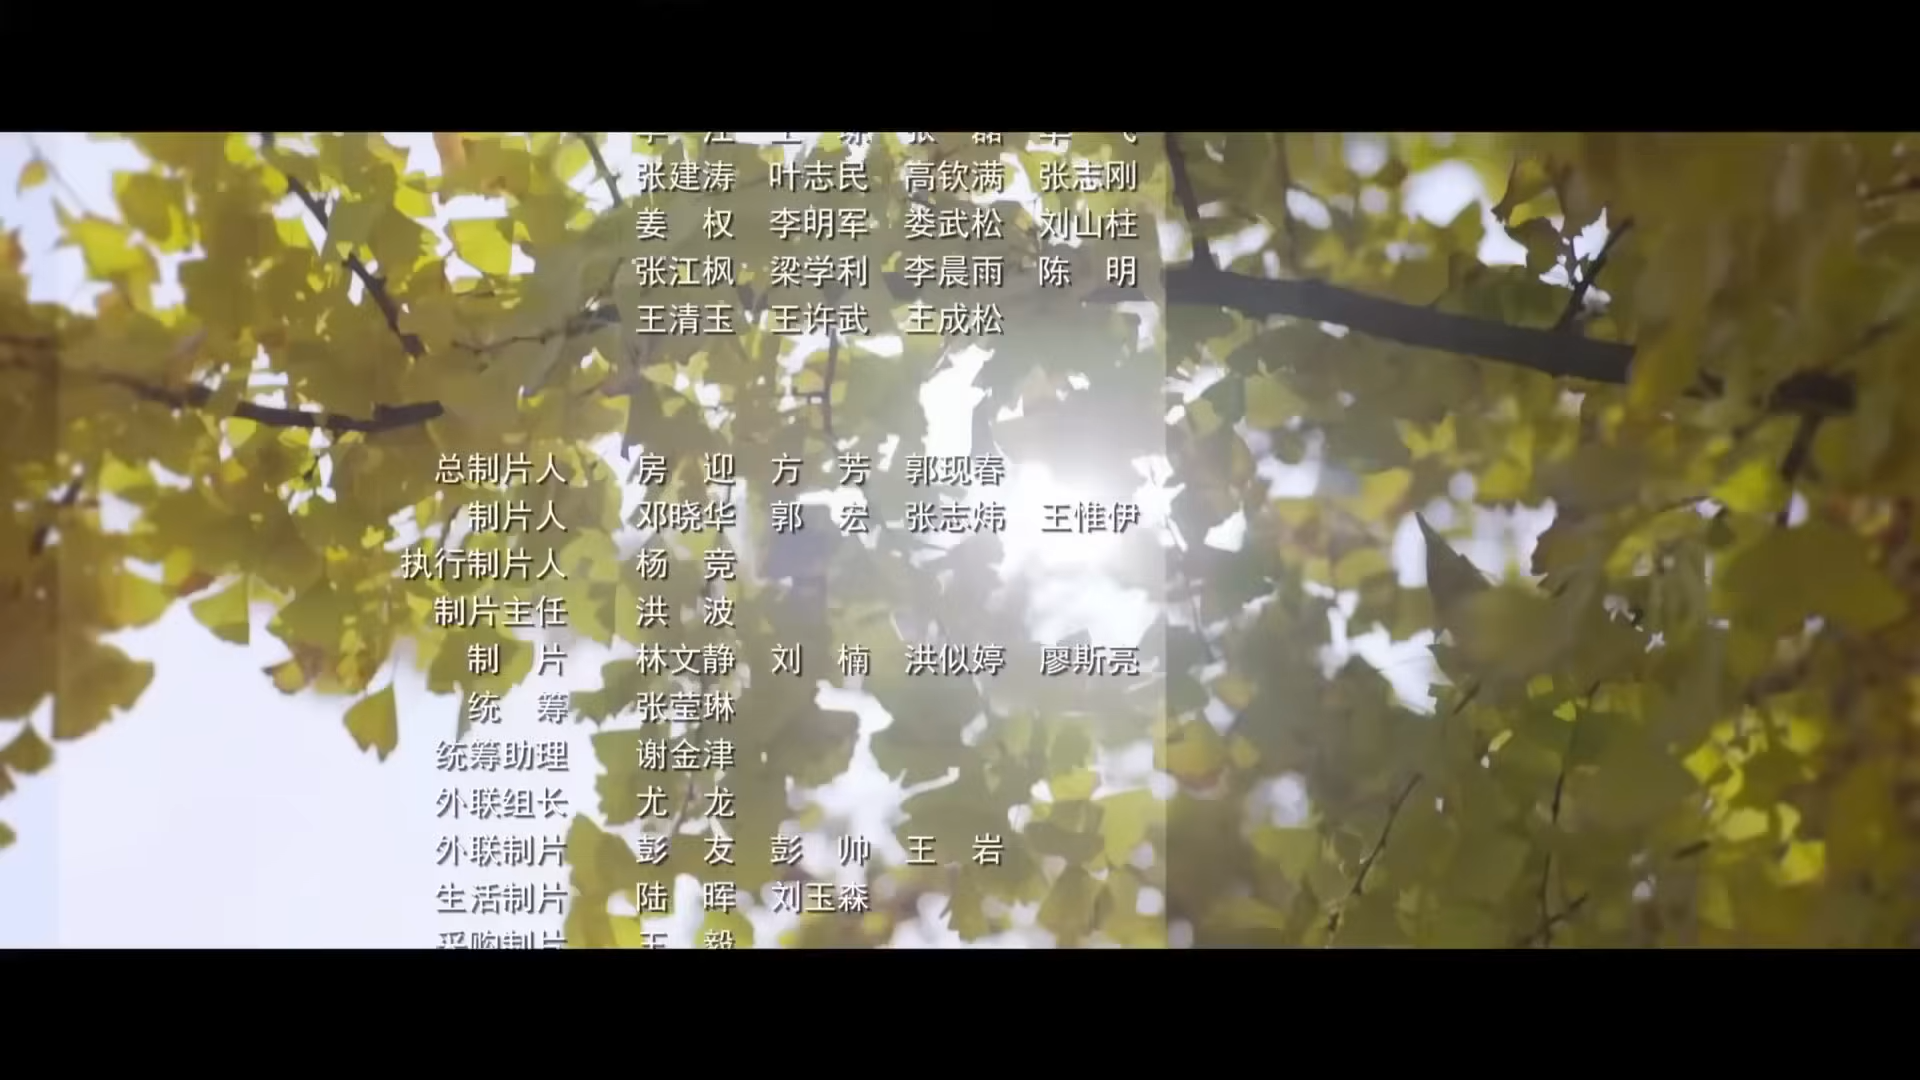 张建涛 叶志民 高钦满 张志刚
姜 权 李明军 娄武松 刘山柱
张江枫 梁学利 李晨雨 陈 明
王清玉 王许武 王成松
总制片人 房 迎 方 芳 郭现春
制片人 邓晓华 郭 宏 张志炜 王惟伊
执行制片人 杨 竞
制片主任 洪 波
制 片 林文静 刘 楠 洪似婷 廖斯亮
统 筹 张莹琳
统筹助理 谢金津
外联组长 尤 龙
外联制片 彭 友 彭 帅 王 岩
生活制片 陆 晖 刘玉森
采购制片 王 毅